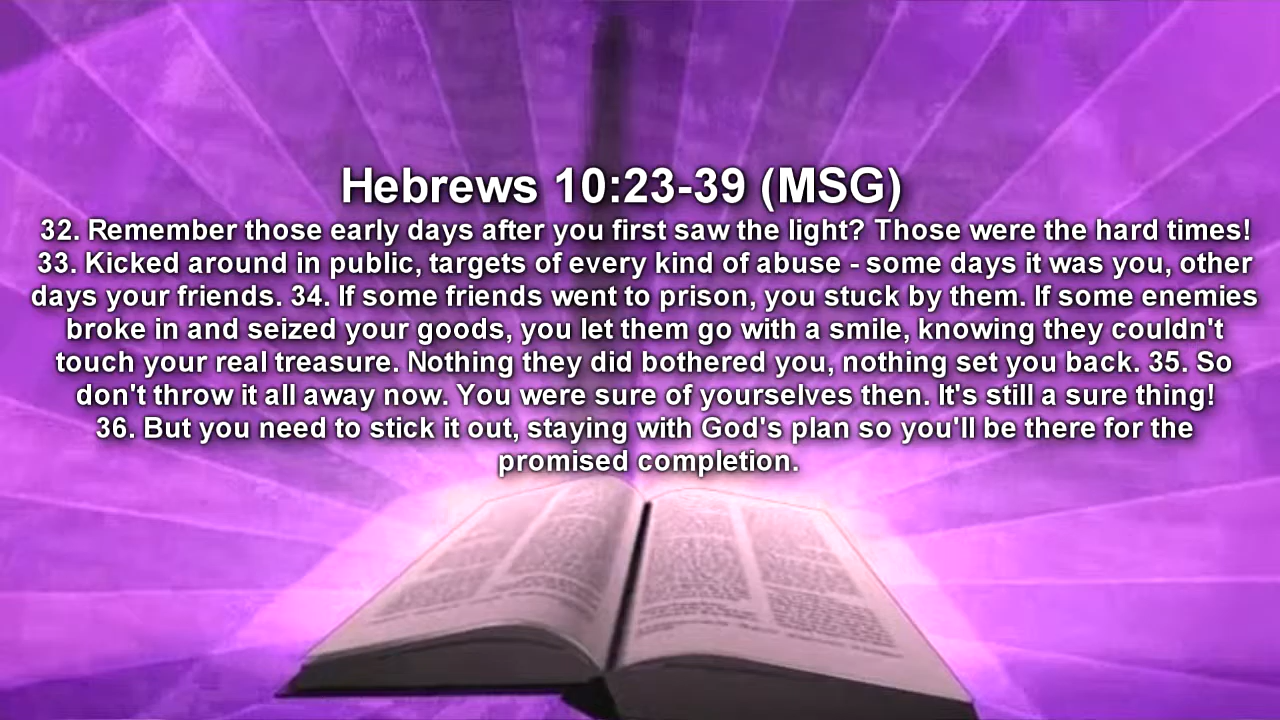 Hebrews 10:23-39 (MSG)
32. Remember those early days after you first saw the light? Those were the hard times!
33. Kicked around in public, targets of every kind of abuse - some days it was you, other
days your friends. 34. If some friends went to prison, you stuck by them. If some enemies
broke in and seized your goods, you let them go with a smile, knowing they couldn't
touch your real treasure. Nothing they did bothered you, nothing set you back. 35. So
don't throw it all away now. You were sure of yourselves then. It's still a sure thing!
36. But you need to stick it out, staying with God's plan so you'll be there for the
promised completion.